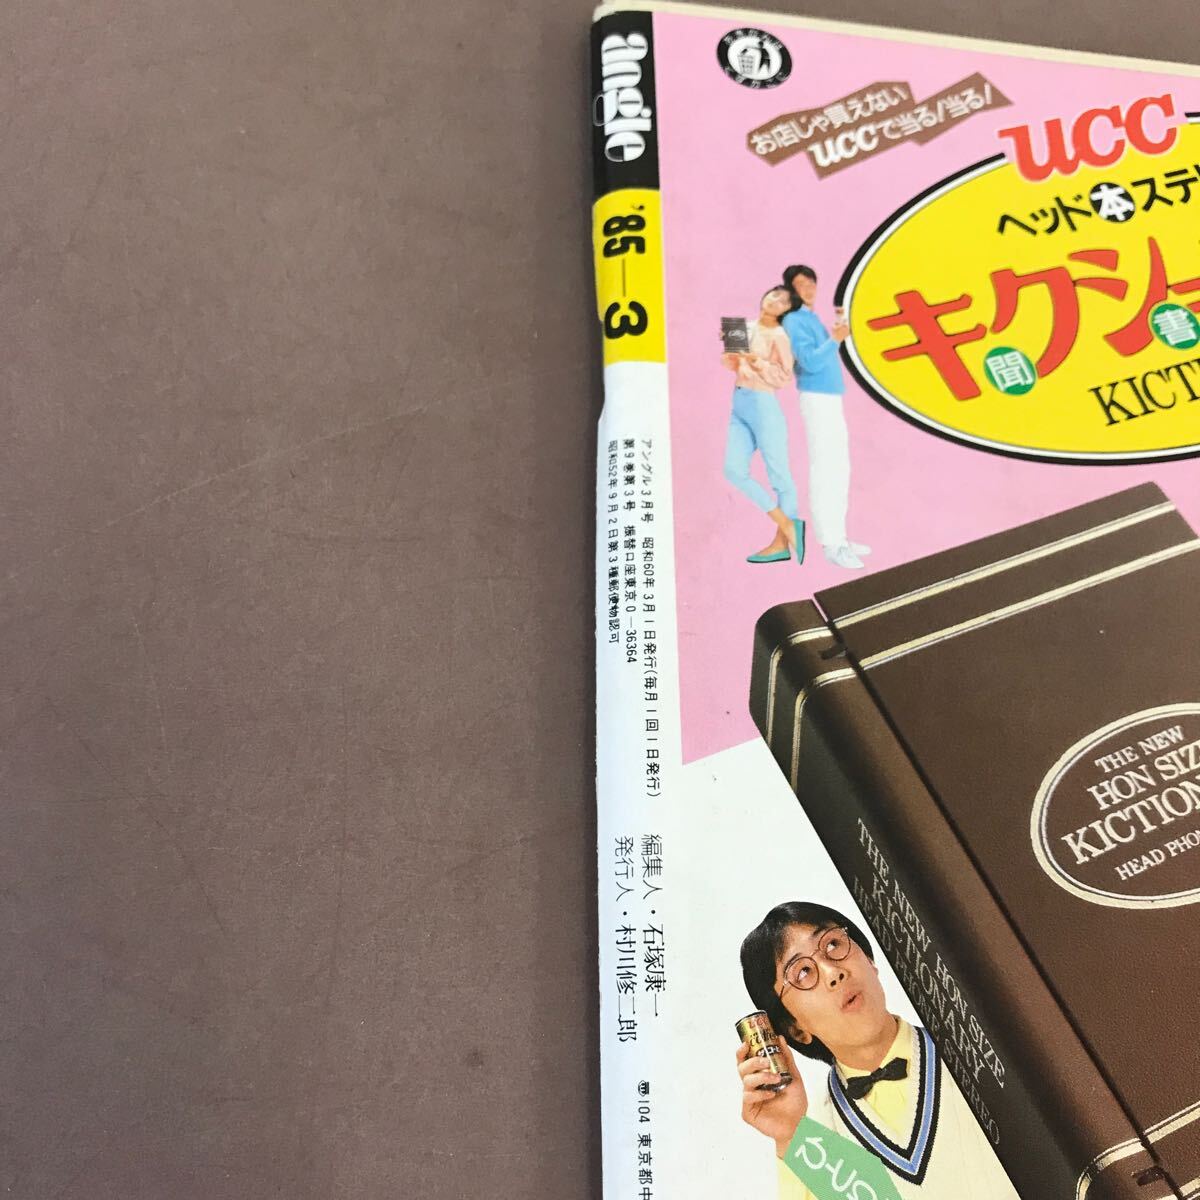 angle
'85—3
アングル3月号 昭和60年3月1日発行(毎月1回1日発行)
第9巻第3号 振替口座東京0—36364
昭和52年9月2日第3種郵便物認可
編集人・石塚康一
発行人・村川修二郎
104 東京都中
お店じゃ買えない
uccで当る!当る!
ucc
ヘッド本ステレ
キクショ
聞 書
KICTI
THE NEW
HON SIZ
KICTION
HEAD PHO
THE NEW HON SIZE
KICTIONARY
HEAD PHONE STEREO
ucc